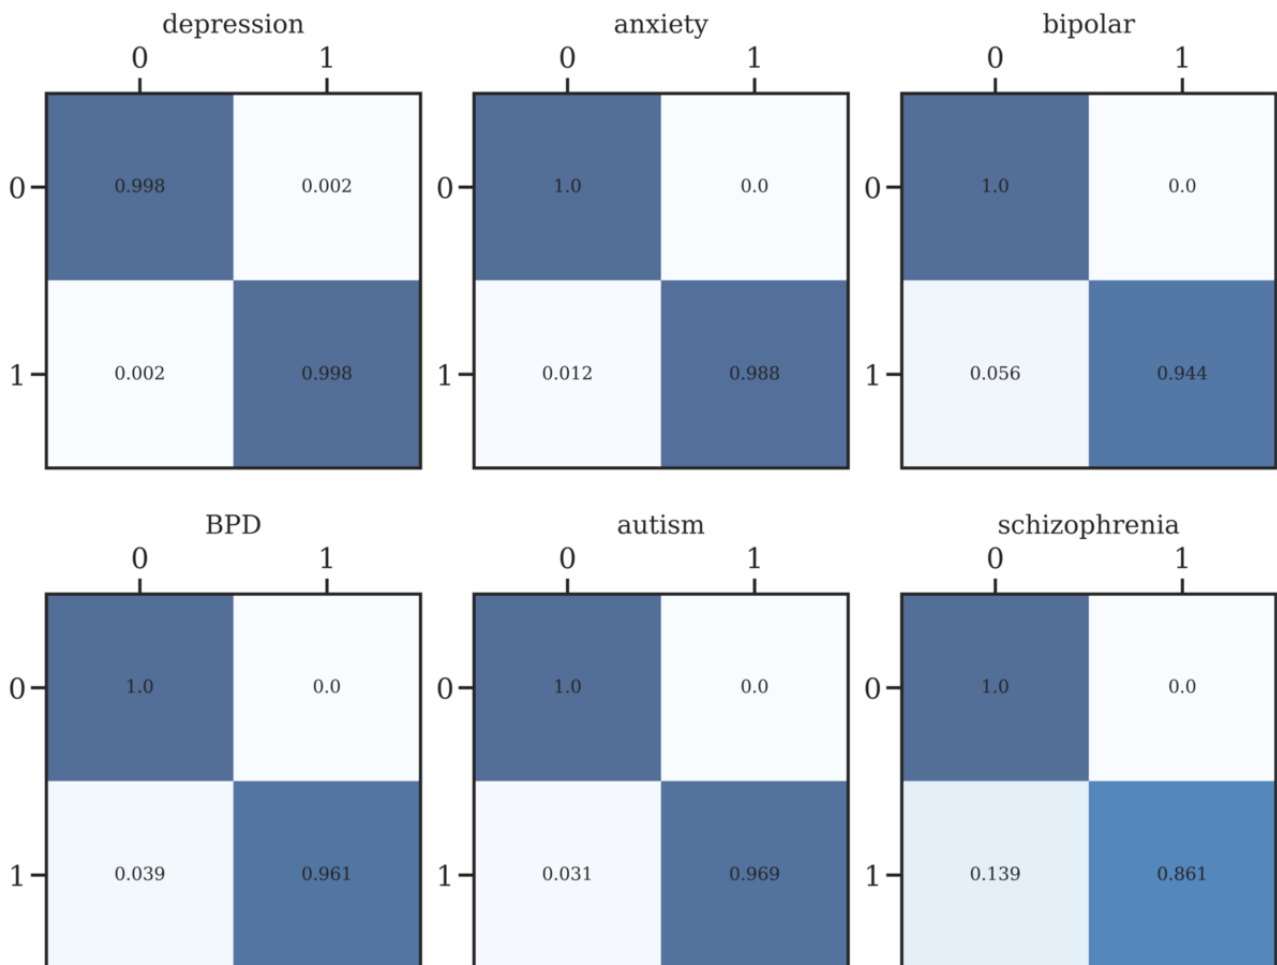 depression anxiety bipolar
0 1 0 1 0 1
0 0.998 0.002 0 1.0 0.0 0 1.0 0.0
1 0.002 0.998 1 0.012 0.988 1 0.056 0.944
BPD autism schizophrenia
0 1 0 1 0 1
0 1.0 0.0 0 1.0 0.0 0 1.0 0.0
1 0.039 0.961 1 0.031 0.969 1 0.139 0.861